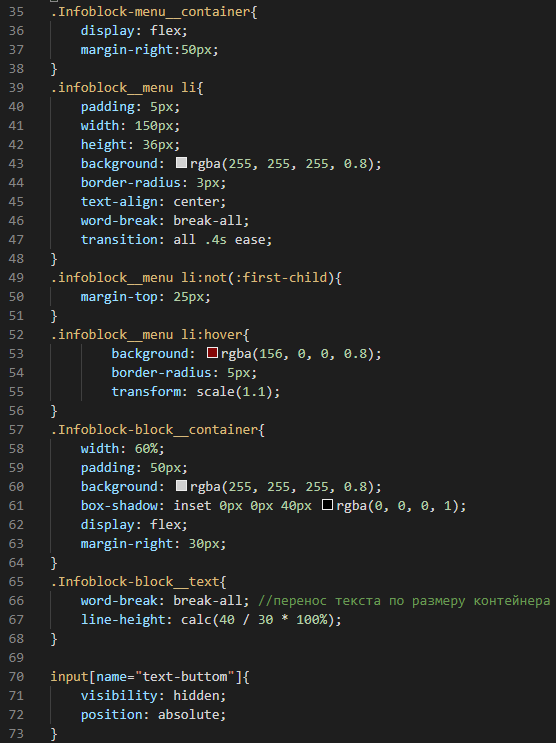 35 .Infoblock-menu__container{
36 display: flex;
37 margin-right:50px;
38 }
39 .infoblock__menu li{
40 padding: 5px;
41 width: 150px;
42 height: 36px;
43 background: rgba(255, 255, 255, 0.8);
44 border-radius: 3px;
45 text-align: center;
46 word-break: break-all;
47 transition: all .4s ease;
48 }
49 .infoblock__menu li:not(:first-child){
50 margin-top: 25px;
51 }
52 .infoblock__menu li:hover{
53 background: rgba(156, 0, 0, 0.8);
54 border-radius: 5px;
55 transform: scale(1.1);
56 }
57 .Infoblock-block__container{
58 width: 60%;
59 padding: 50px;
60 background: rgba(255, 255, 255, 0.8);
61 box-shadow: inset 0px 0px 40px rgba(0, 0, 0, 1);
62 display: flex;
63 margin-right: 30px;
64 }
65 .Infoblock-block__text{
66 word-break: break-all; //перенос текста по размеру контейнера
67 line-height: calc(40 / 30 * 100%);
68 }
69
70 input[name="text-buttom"]{
71 visibility: hidden;
72 position: absolute;
73 }